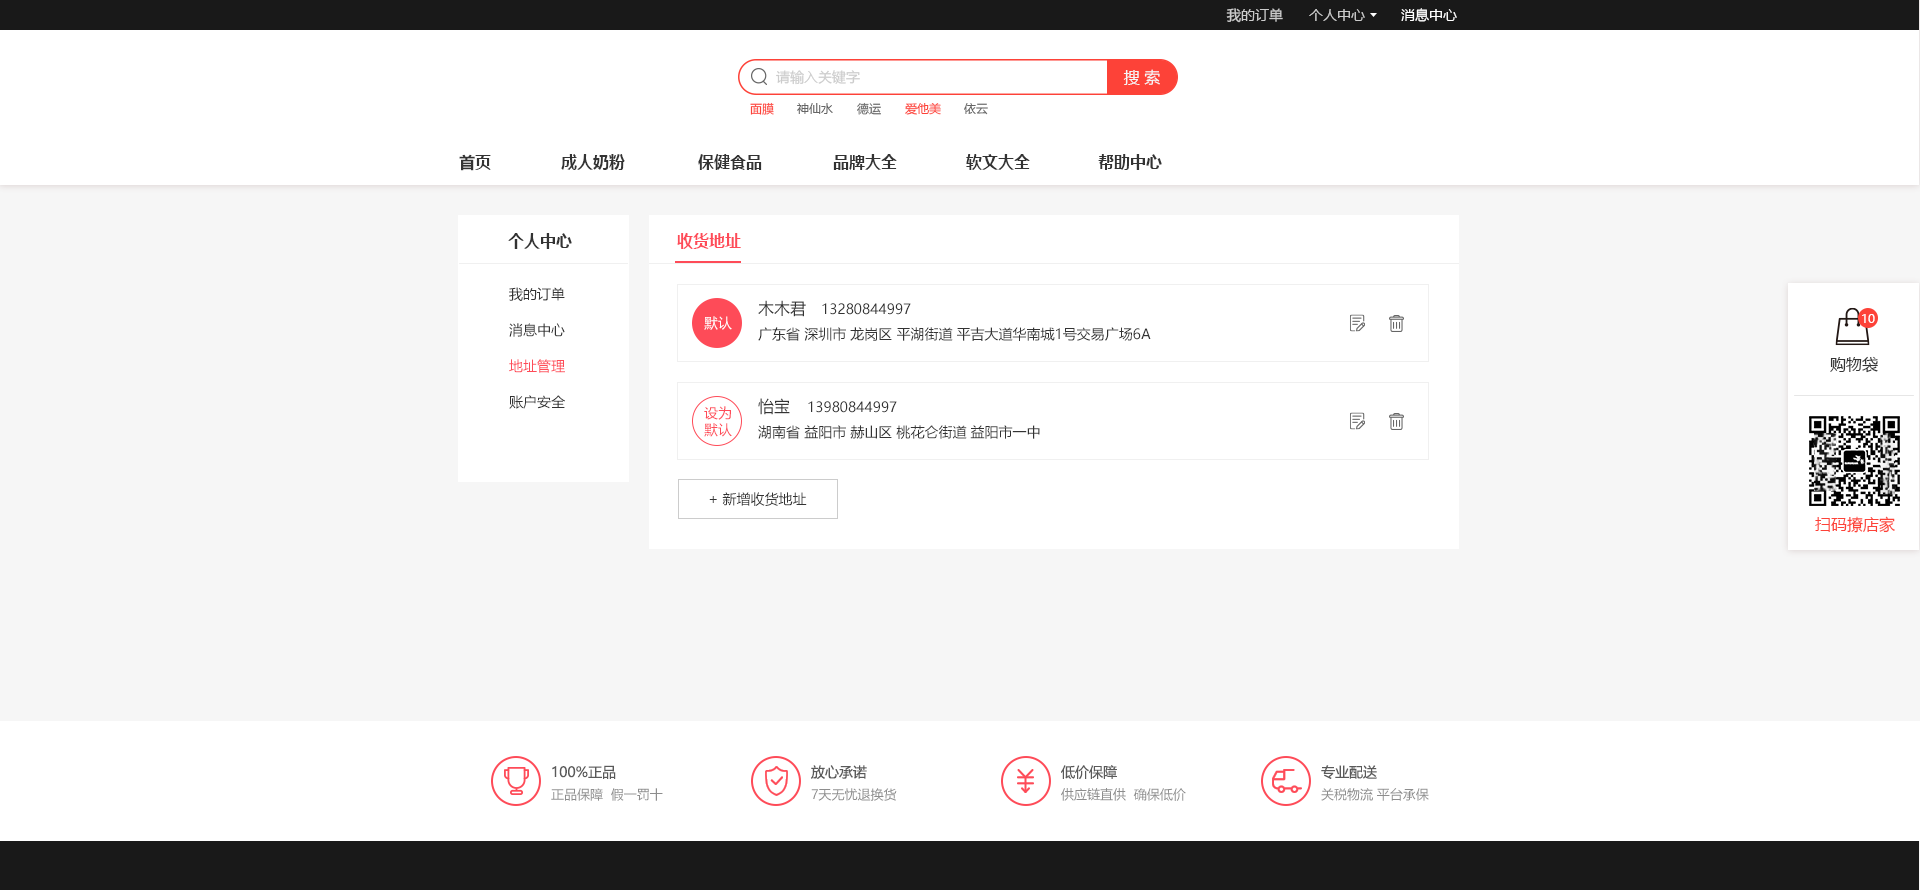 我的订单 个人中心 消息中心
请输入关键字 搜 索
面膜 神仙水 德运 爱他美 依云
首页 成人奶粉 保健食品 品牌大全 软文大全 帮助中心
个人中心
我的订单
消息中心
地址管理
账户安全
收货地址
默认
木木君 13280844997
广东省 深圳市 龙岗区 平湖街道 平吉大道华南城1号交易广场6A
设为
默认
怡宝 13980844997
湖南省 益阳市 赫山区 桃花仑街道 益阳市一中
+ 新增收货地址
10
购物袋
扫码撩店家
100%正品
正品保障 假一罚十
放心承诺
7天无忧退换货
低价保障
供应链直供 确保低价
专业配送
关税物流 平台承保